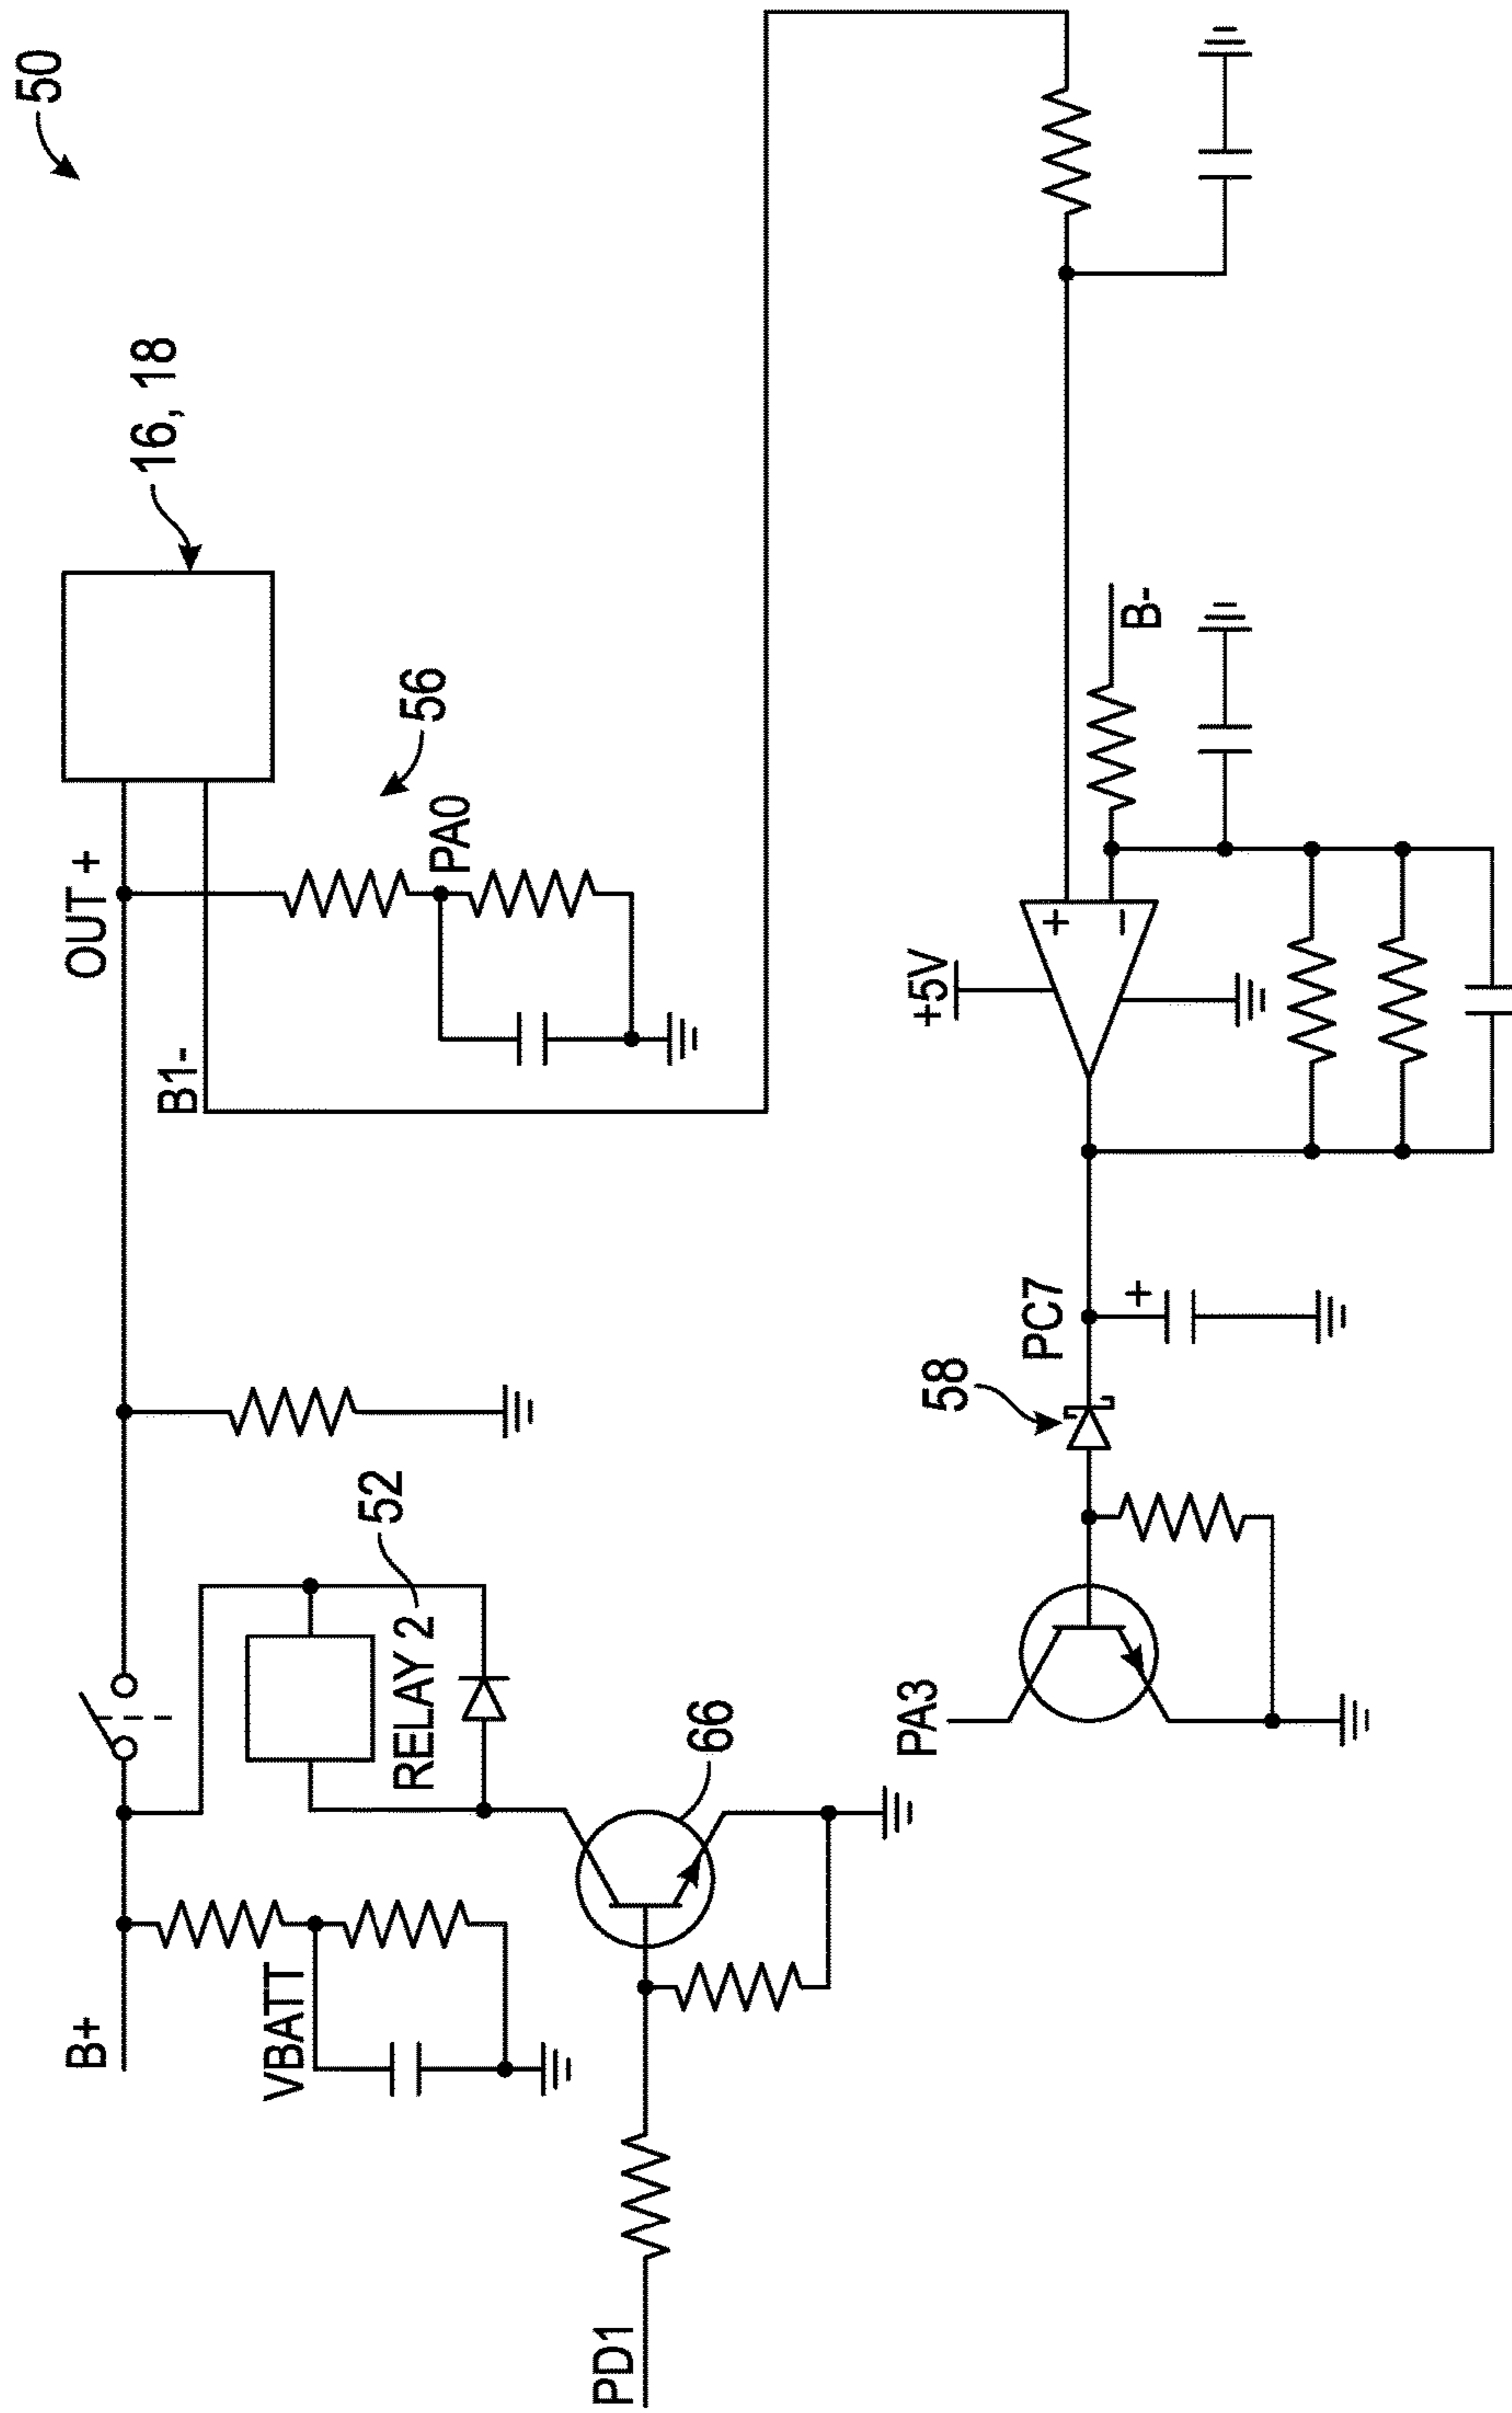 50
16, 18
OUT +
B1-
56
PA0
B+
VBATT
RELAY 2
52
66
PD1
+5V
+
−
B-
PC7
+
58
PA3